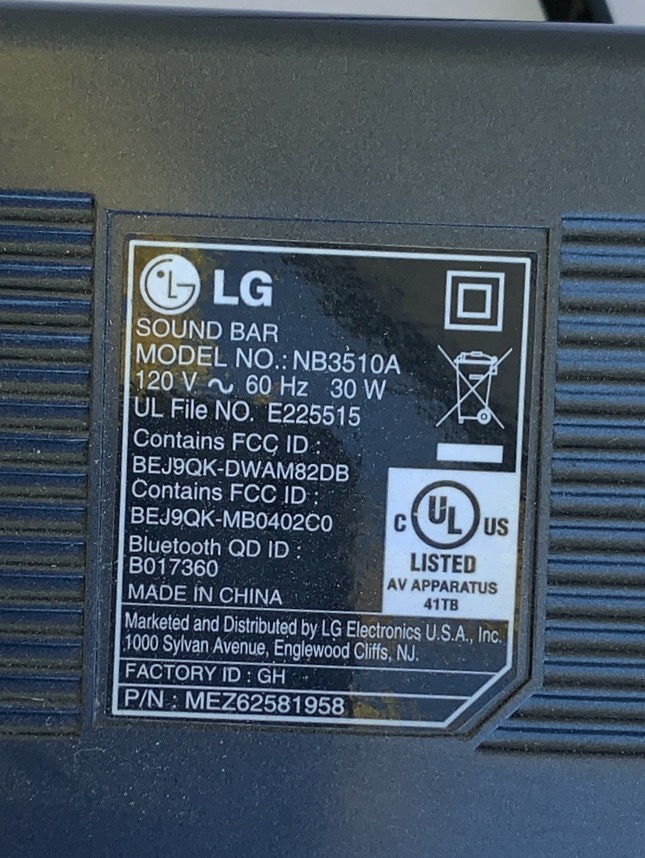 LG
SOUND BAR
MODEL NO.: NB3510A
120 V ~ 60 Hz 30 W
UL File NO. E225515
Contains FCC ID :
BEJ9QK-DWAM82DB
Contains FCC ID :
BEJ9QK-MB0402C0
Bluetooth QD ID :
B017360
MADE IN CHINA
C UL US
LISTED
AV APPARATUS
41TB
Marketed and Distributed by LG Electronics U.S.A., Inc.
1000 Sylvan Avenue, Englewood Cliffs, NJ.
FACTORY ID : GH
P/N : MEZ62581958